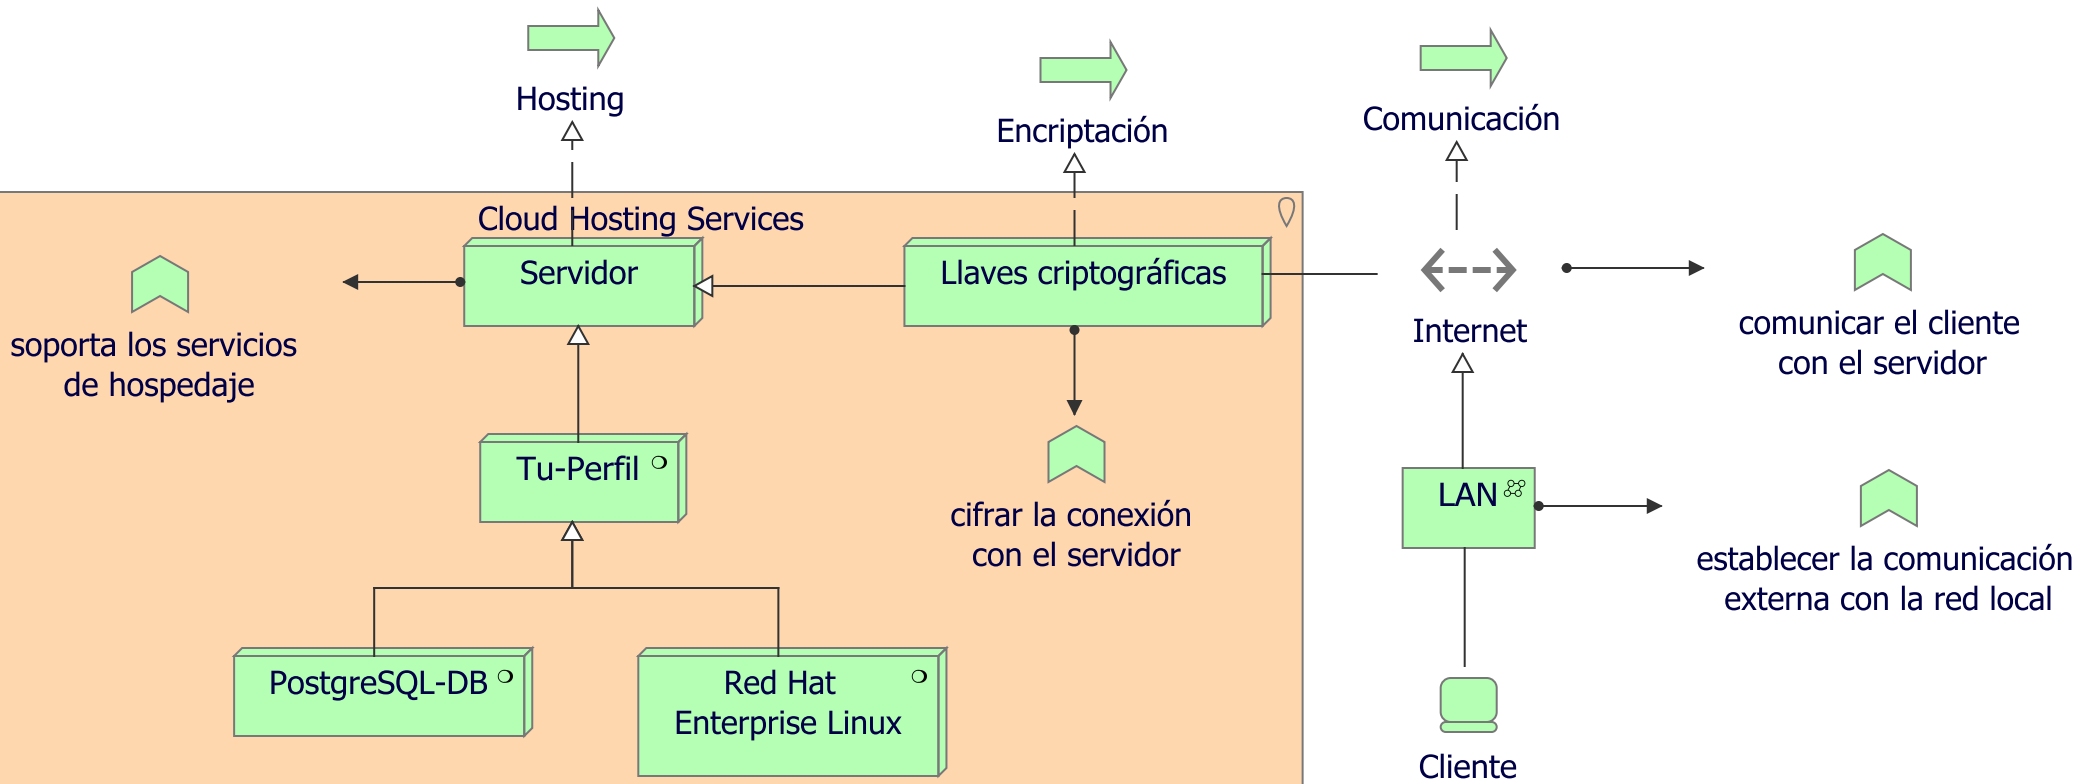 Hosting
Encriptación
Comunicación
Cloud Hosting Services
Servidor
Llaves criptográficas
Internet
soporta los servicios
de hospedaje
comunicar el cliente
con el servidor
Tu-Perfil
cifrar la conexión
con el servidor
LAN
establecer la comunicación
externa con la red local
PostgreSQL-DB
Red Hat
Enterprise Linux
Cliente